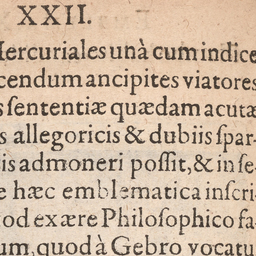 XXII.
Mercuriales unà cum indice
cendum ancipites viatores
s sententiæ quædam acutæ
s allegoricis & dubiis ſpar-
is admoneri poſſit, & in ſe
e hæc emblematica inſcri
od ex ære Philoſophico fa-
um, quod à Gebro vocatu